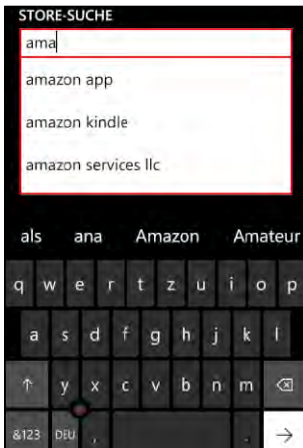 STORE-SUCHE
ama
amazon app
amazon kindle
amazon services llc
als ana Amazon Amateur
q w e r t z u i o p
a s d f g h j k l
y x c v b n m
&123 DEU , .